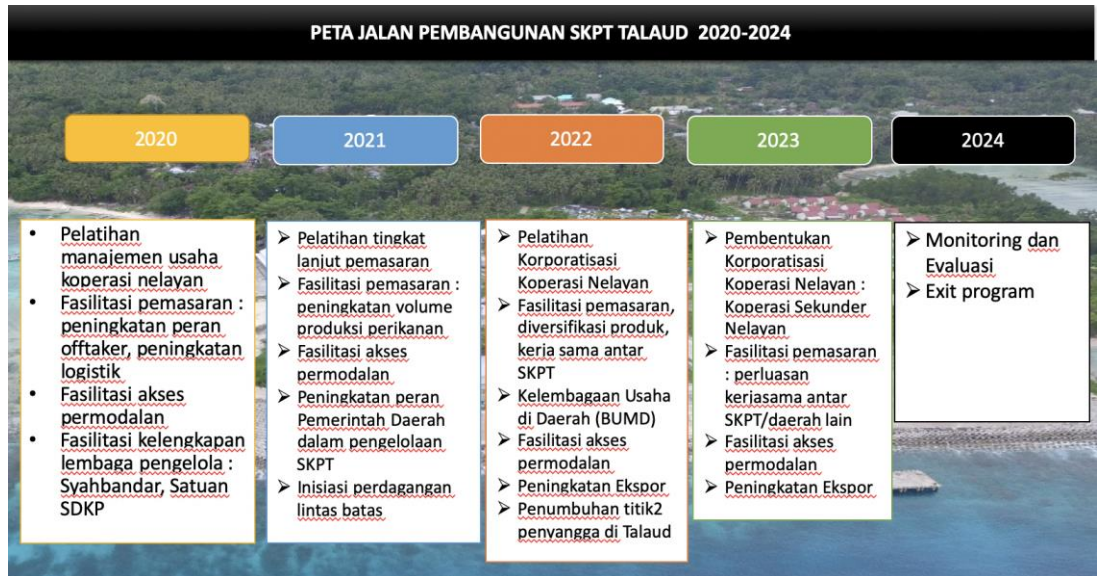 PETA JALAN PEMBANGUNAN SKPT TALAUD 2020-2024
2020
2021
2022
2023
2024
• Pelatihan
manajemen usaha
koperasi nelayan
• Fasilitasi pemasaran :
peningkatan peran
offtaker, peningkatan
logistik
• Fasilitasi akses
permodalan
• Fasilitasi kelengkapan
lembaga pengelola :
Syahbandar, Satuan
SDKP
➢ Pelatihan tingkat
lanjut pemasaran
➢ Fasilitasi pemasaran :
peningkatan volume
produksi perikanan
➢ Fasilitasi akses
permodalan
➢ Peningkatan peran
Pemerintah Daerah
dalam pengelolaan
SKPT
➢ Inisiasi perdagangan
lintas batas
➢ Pelatihan
Korporatisasi
Koperasi Nelayan
➢ Fasilitasi pemasaran,
diversifikasi produk,
kerja sama antar
SKPT
➢ Kelembagaan Usaha
di Daerah (BUMD)
➢ Fasilitasi akses
permodalan
➢ Peningkatan Ekspor
➢ Penumbuhan titik2
penyangga di Talaud
➢ Pembentukan
Korporatisasi
Koperasi Nelayan :
Koperasi Sekunder
Nelayan
➢ Fasilitasi pemasaran
: perluasan
kerjasama antar
SKPT/daerah lain
➢ Fasilitasi akses
permodalan
➢ Peningkatan Ekspor
➢ Monitoring dan
Evaluasi
➢ Exit program